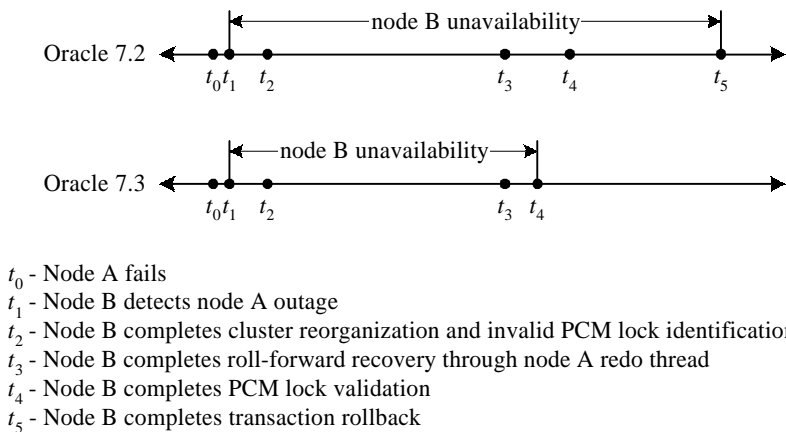 node B unavailability
Oracle 7.2
t0 t1 t2 t3 t4 t5
node B unavailability
Oracle 7.3
t0 t1 t2 t3 t4
t0 - Node A fails
t1 - Node B detects node A outage
t2 - Node B completes cluster reorganization and invalid PCM lock identification
t3 - Node B completes roll-forward recovery through node A redo thread
t4 - Node B completes PCM lock validation
t5 - Node B completes transaction rollback